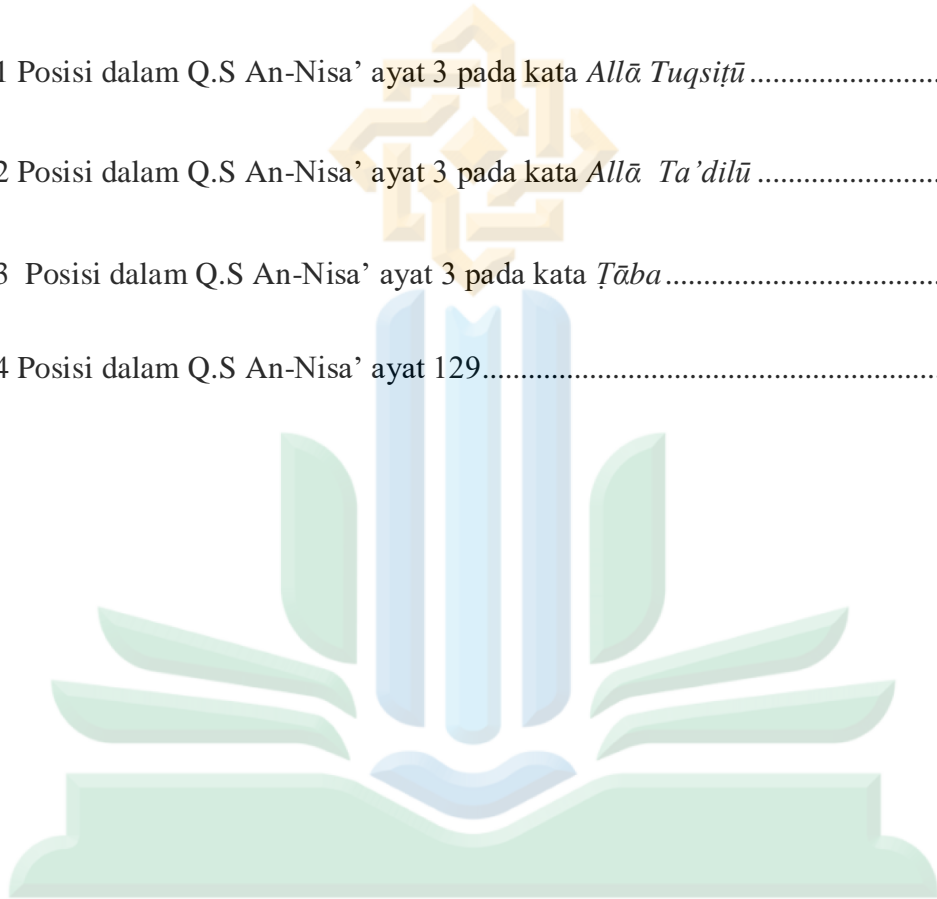 1 Posisi dalam Q.S An-Nisa’ ayat 3 pada kata Allā Tuqsiṭū ........................
2 Posisi dalam Q.S An-Nisa’ ayat 3 pada kata Allā  Ta’dilū .......................
3  Posisi dalam Q.S An-Nisa’ ayat 3 pada kata Ṭāba ..................................
4 Posisi dalam Q.S An-Nisa’ ayat 129.........................................................